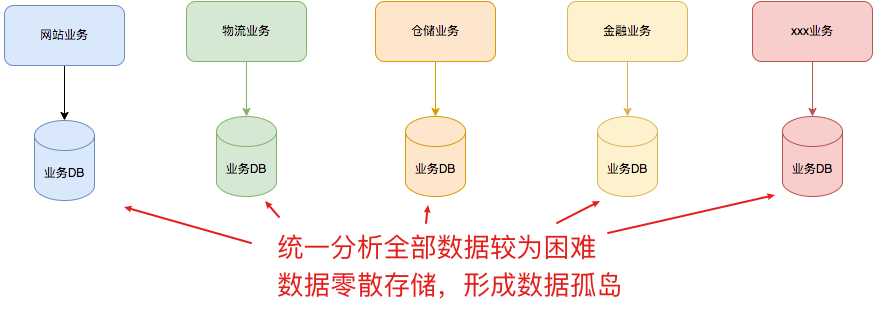 网站业务
物流业务
仓储业务
金融业务
xxx业务
业务DB
业务DB
业务DB
业务DB
业务DB
统一分析全部数据较为困难
数据零散存储，形成数据孤岛